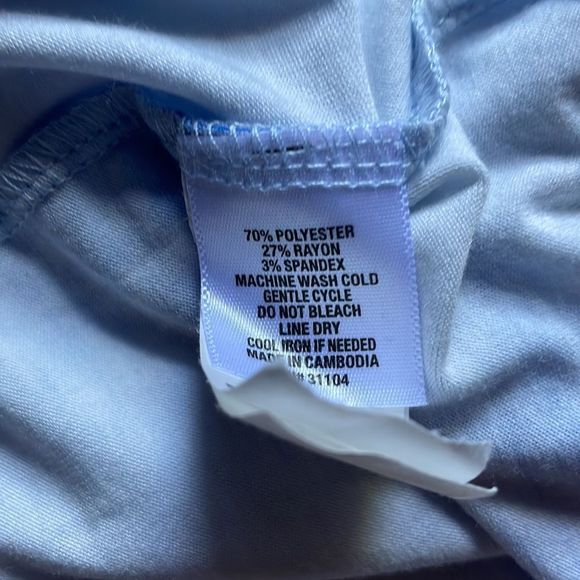 70% POLYESTER
27% RAYON
3% SPANDEX
MACHINE WASH COLD
GENTLE CYCLE
DO NOT BLEACH
LINE DRY
COOL IRON IF NEEDED
MADE IN CAMBODIA
# 31104